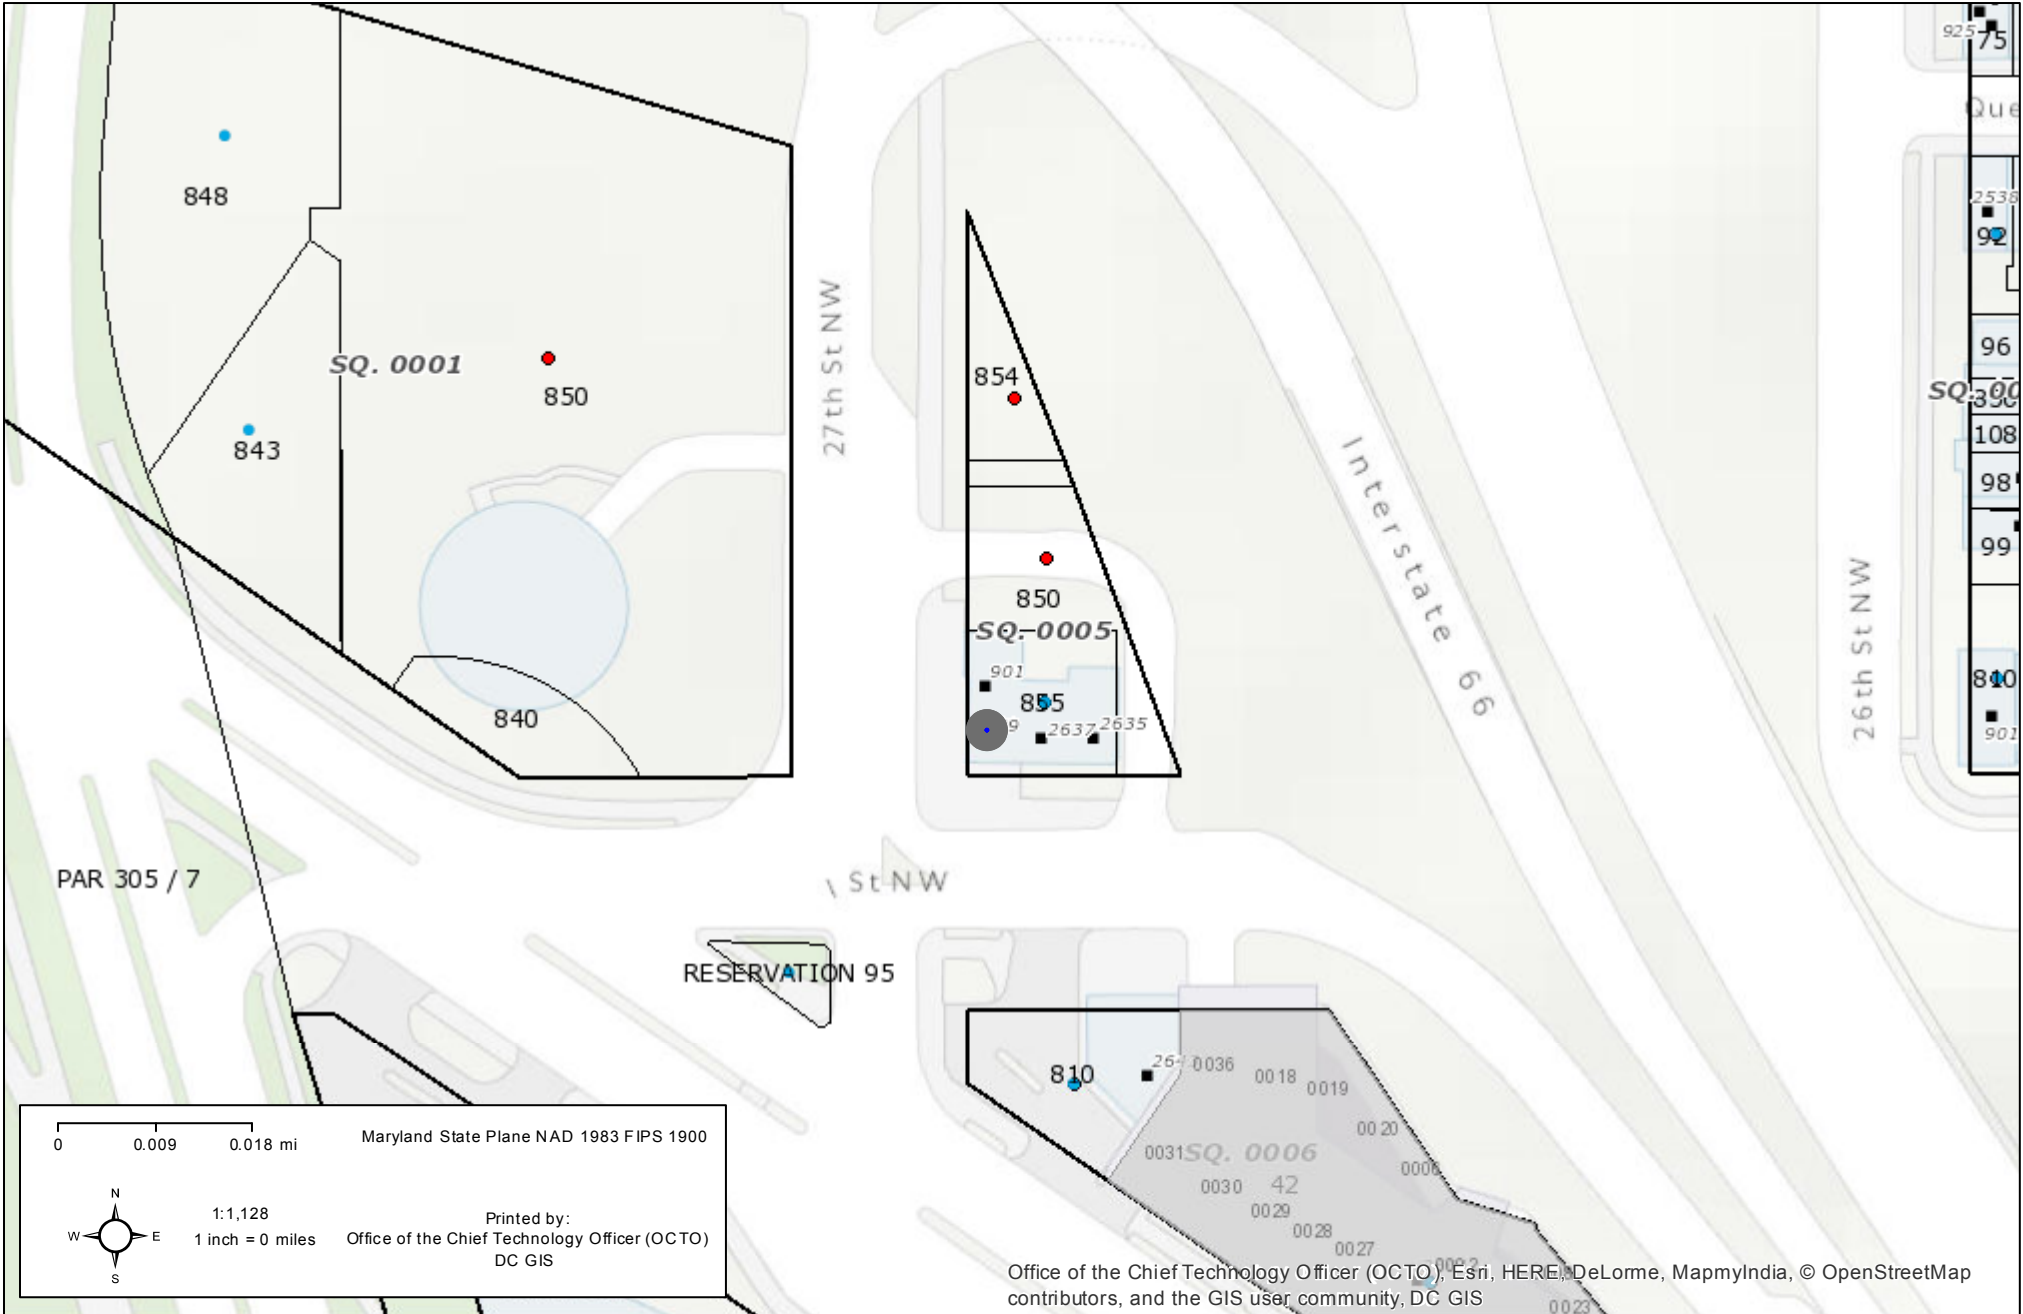 925
75
Que
848
2538
92
27th St NW
SQ. 0001
850
854
96
SQ. 00
108
843
Interstate 66
98
99
26th St NW
850
SQ. 0005
901
855
9
2637
2635
840
810
901
PAR 305 / 7
St NW
RESERVATION 95
810
264
0036
0018
0019
0020
0031
SQ. 0006
0006
0030
42
0029
0028
0027
0023
0
0.009
0.018 mi
Maryland State Plane NAD 1983 FIPS 1900
N
W
E
S
1:1,128
1 inch = 0 miles
Printed by:
Office of the Chief Technology Officer (OCTO)
DC GIS
Office of the Chief Technology Officer (OCTO), Esri, HERE, DeLorme, MapmyIndia, © OpenStreetMap
contributors, and the GIS user community, DC GIS